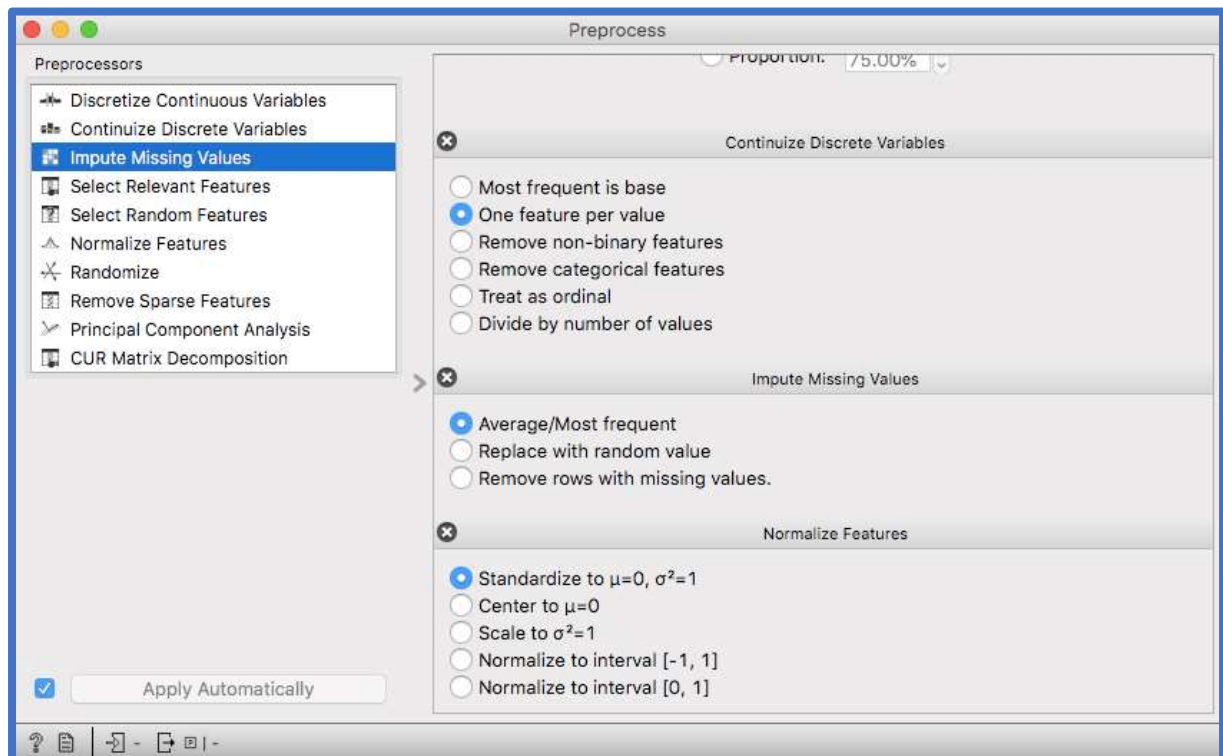 Preprocess
Preprocessors
Discretize Continuous Variables
Continuize Discrete Variables
Impute Missing Values
Select Relevant Features
Select Random Features
Normalize Features
Randomize
Remove Sparse Features
Principal Component Analysis
CUR Matrix Decomposition
Apply Automatically
Proportion: 75.00%
Continuize Discrete Variables
Most frequent is base
One feature per value
Remove non-binary features
Remove categorical features
Treat as ordinal
Divide by number of values
Impute Missing Values
Average/Most frequent
Replace with random value
Remove rows with missing values.
Normalize Features
Standardize to μ=0, σ²=1
Center to μ=0
Scale to σ²=1
Normalize to interval [-1, 1]
Normalize to interval [0, 1]